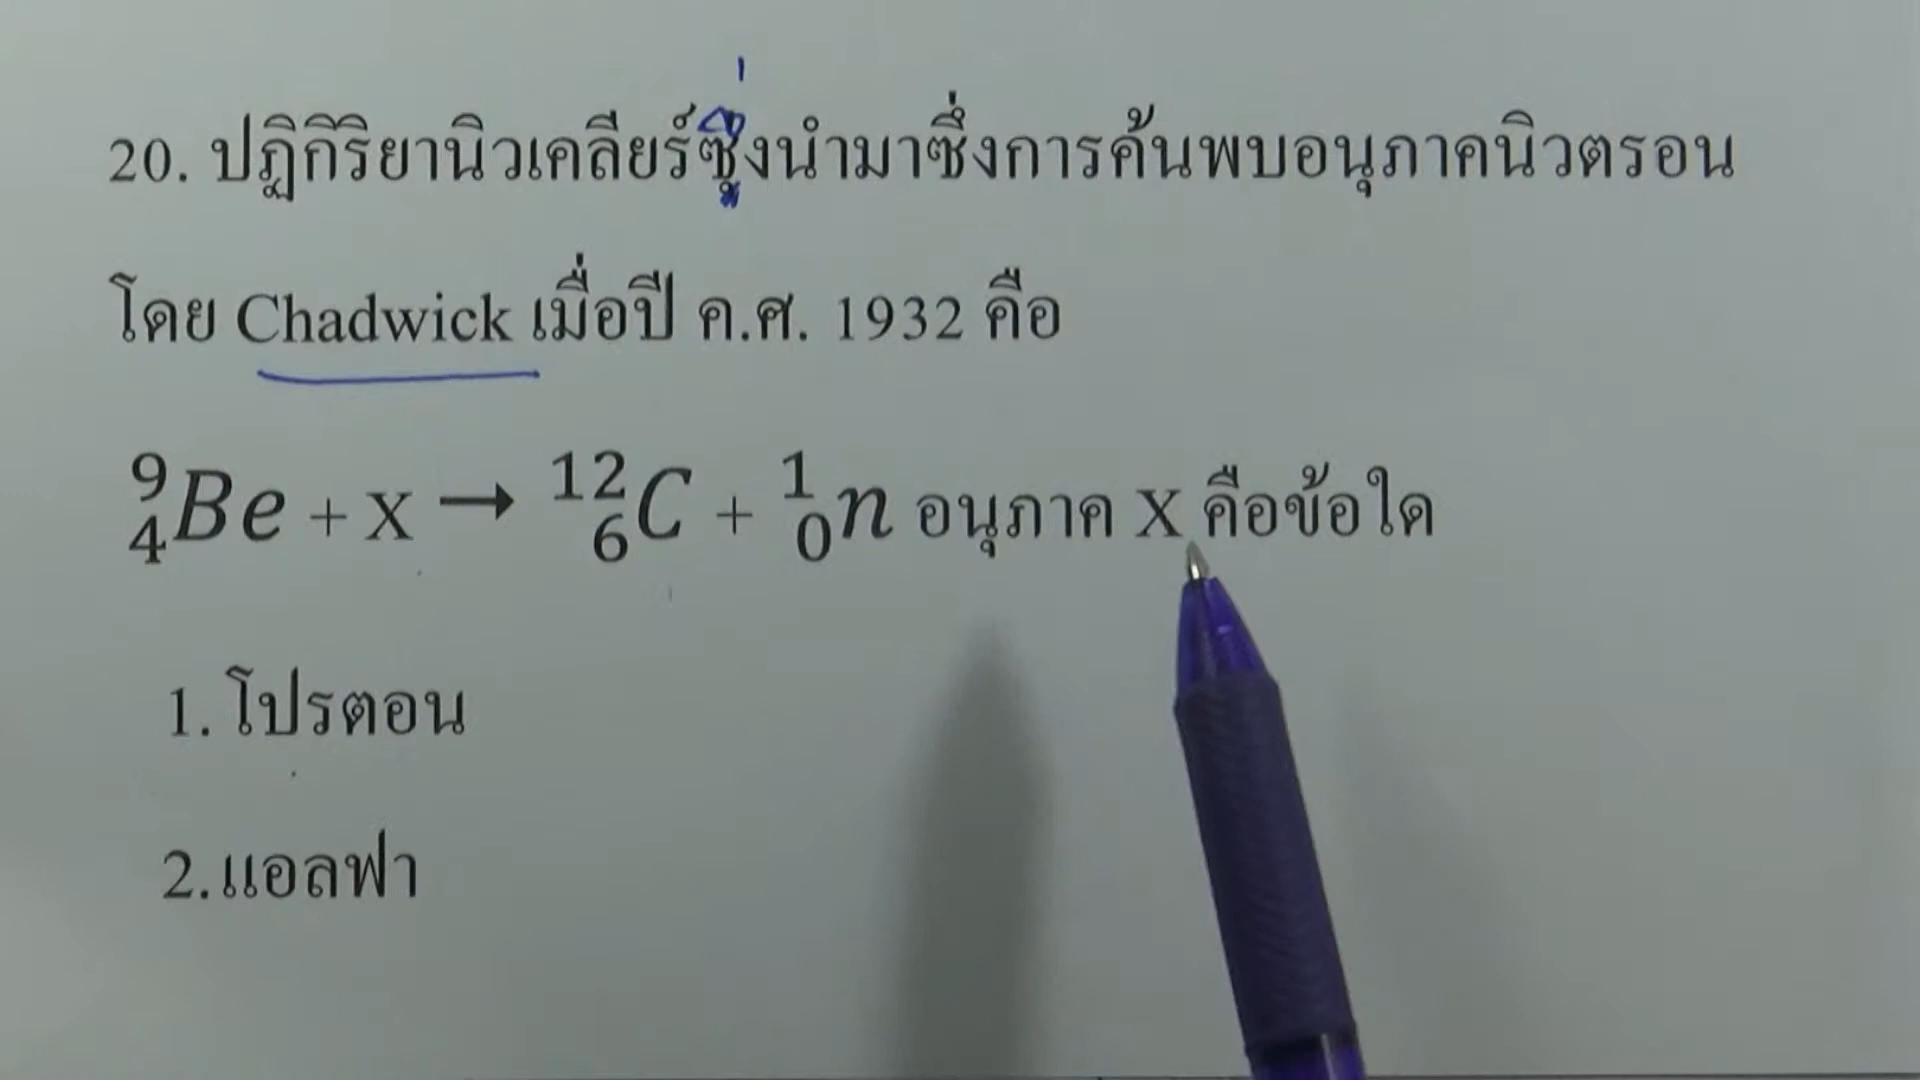 20. ปฏิกิริยานิวเคลียร์ซึ่งนำมาซึ่งการค้นพบอนุภาคนิวตรอน
โดย Chadwick เมื่อปี ค.ศ. 1932 คือ
⁹₄Be + X → ¹²₆C + ¹₀n อนุภาค X คือข้อใด
1. โปรตอน
2. แอลฟา